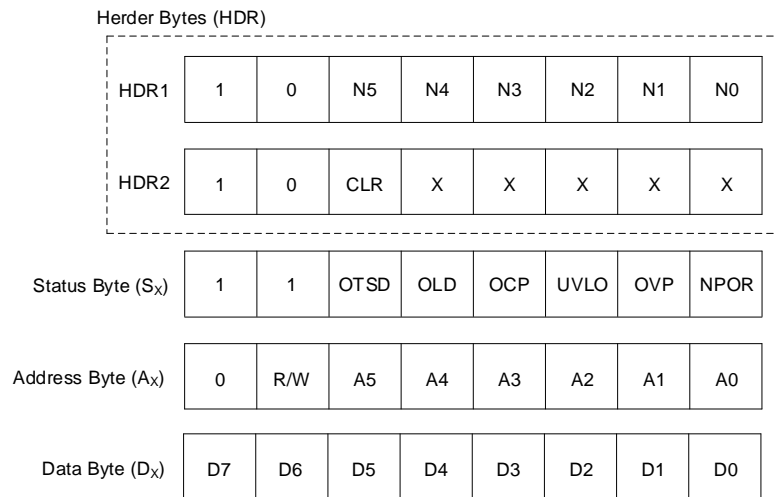 Herder Bytes (HDR)
HDR1 1 0 N5 N4 N3 N2 N1 N0
HDR2 1 0 CLR X X X X X
Status Byte (SX) 1 1 OTSD OLD OCP UVLO OVP NPOR
Address Byte (AX) 0 R/W A5 A4 A3 A2 A1 A0
Data Byte (DX) D7 D6 D5 D4 D3 D2 D1 D0